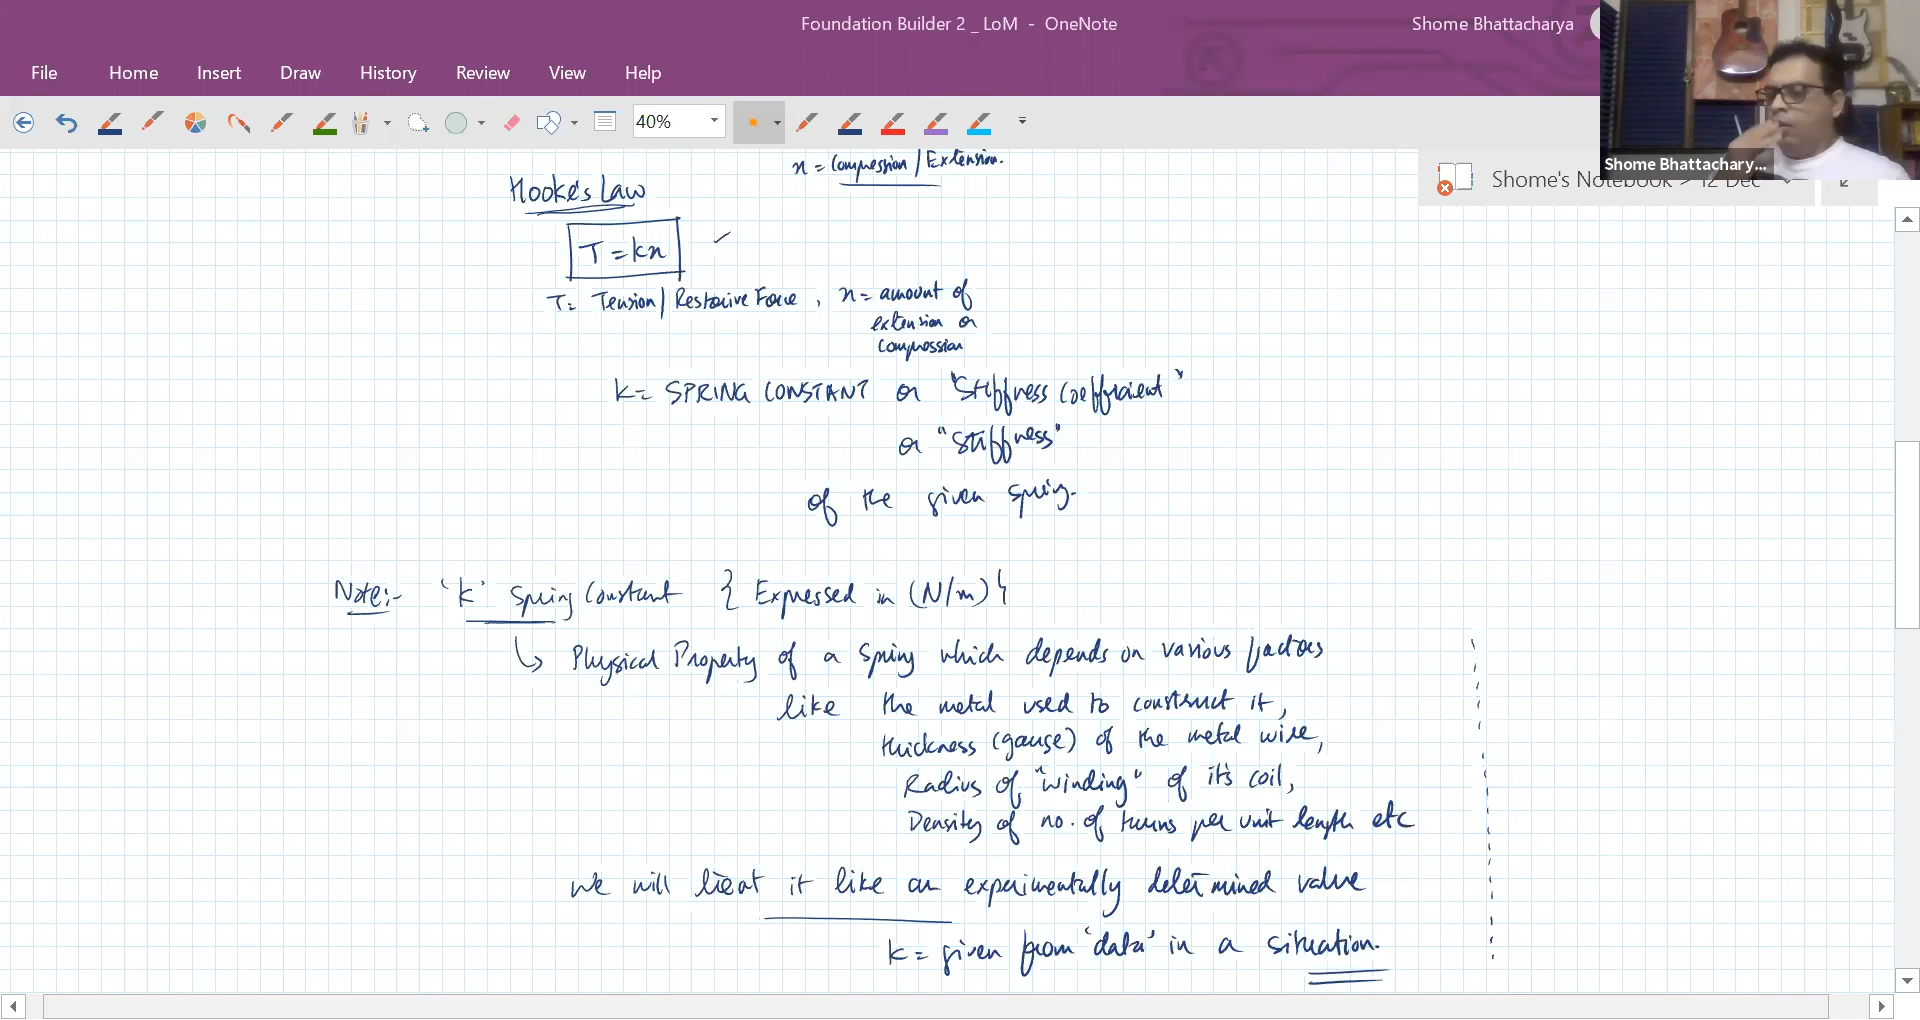 Foundation Builder 2 _ LoM - OneNote
Shome Bhattacharya
File Home Insert Draw History Review View Help
40%
Shome Bhattachary...
Shome's Notebook > 12 Dec
x = Compression / Extension.
Hooke's Law
T = kx
T = Tension / Restorive Force , x = amount of
extension or
compression
k = SPRING CONSTANT or "Stiffness Coefficient"
or "Stiffness"
of the given spring.
Note:- 'k' Spring Constant { Expressed in (N/m) }
Physical Property of a spring which depends on various factors
like the metal used to construct it,
thickness (gauge) of the metal wire,
Radius of "winding" of it's coil,
Density of no. of turns per unit length etc
we will treat it like an experimentally determined value
k = given from 'data' in a situation.